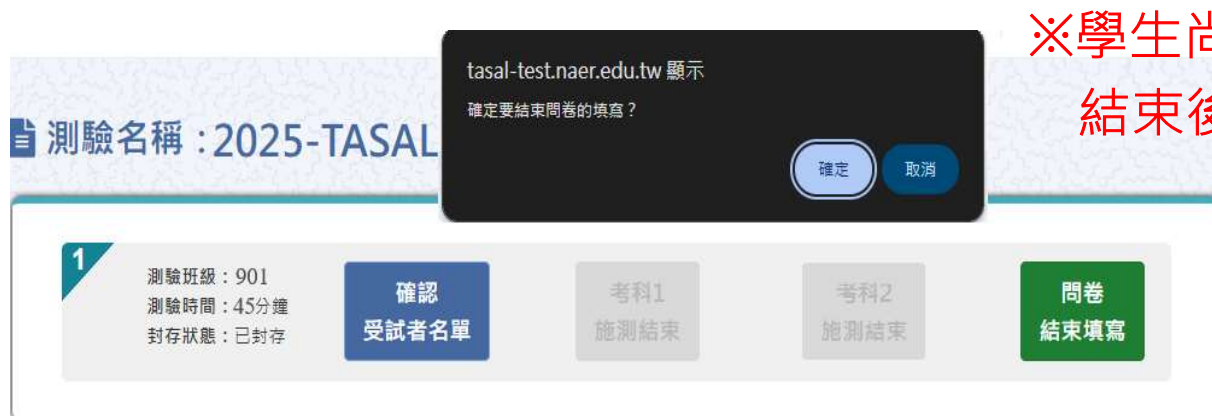 ※學生尚
結束後
tasal-test.naer.edu.tw 顯示
確定要結束問卷的填寫？
確定
取消
測驗名稱 : 2025-TASAL
1
測驗班級：901
測驗時間：45分鐘
封存狀態：已封存
確認
受試者名單
考科1
施測結束
考科2
施測結束
問卷
結束填寫